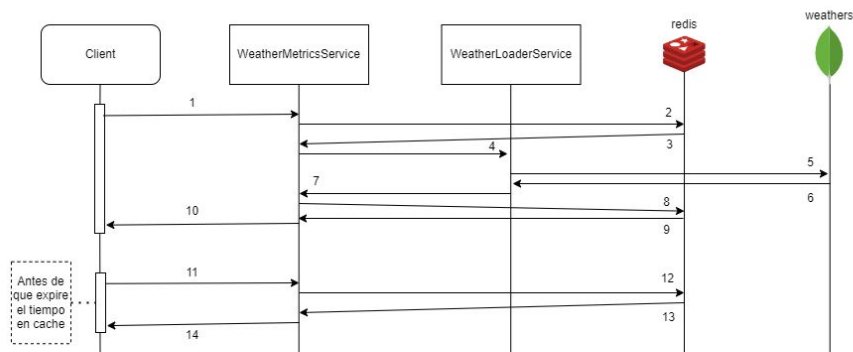 weathers
redis
Client
WeatherMetricsService
WeatherLoaderService
1
2
3
4
5
7
6
8
10
9
11
12
Antes de
que expire
el tiempo
en cache
13
14